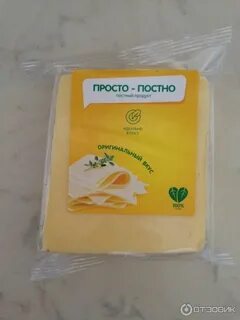 ПРОСТО - ПОСТНО
постный продукт
ОРИГИНАЛЬНЫЙ ВКУС
100%
ОТЗОВИК